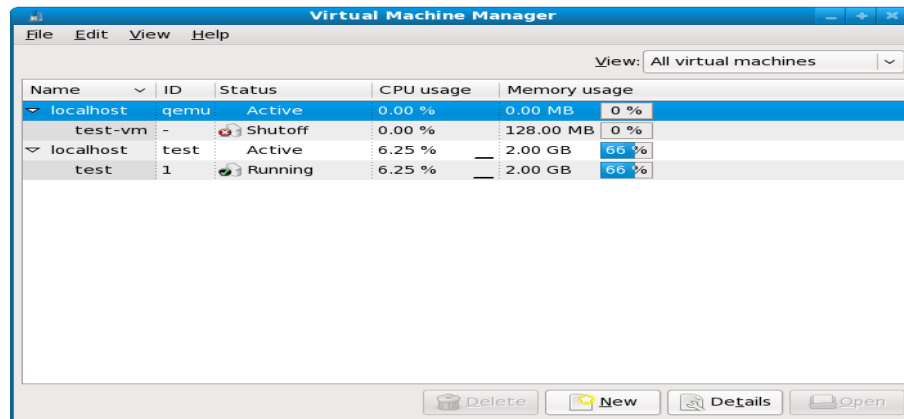 Virtual Machine Manager
File Edit View Help
View: All virtual machines
Name ID Status CPU usage Memory usage
localhost qemu Active 0.00 % 0.00 MB 0 %
test-vm - Shutoff 0.00 % 128.00 MB 0 %
localhost test Active 6.25 % 2.00 GB 66 %
test 1 Running 6.25 % 2.00 GB 66 %
Delete New Details Open